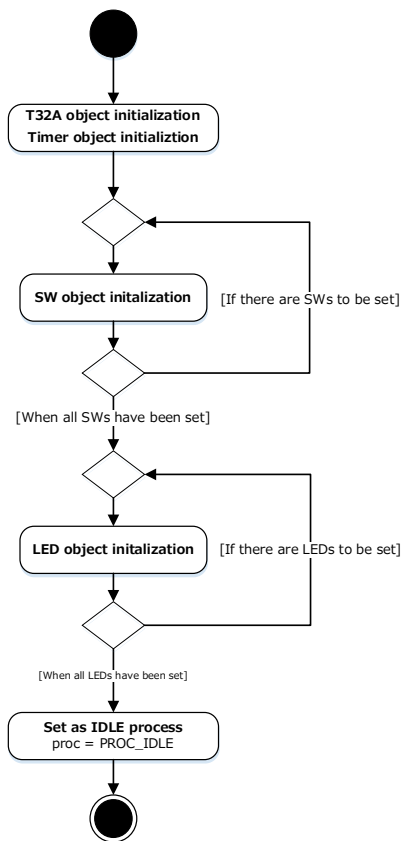 T32A object initialization
Timer object initializtion
SW object initalization
[If there are SWs to be set]
[When all SWs have been set]
LED object initalization
[If there are LEDs to be set]
[When all LEDs have been set]
Set as IDLE process
proc = PROC_IDLE